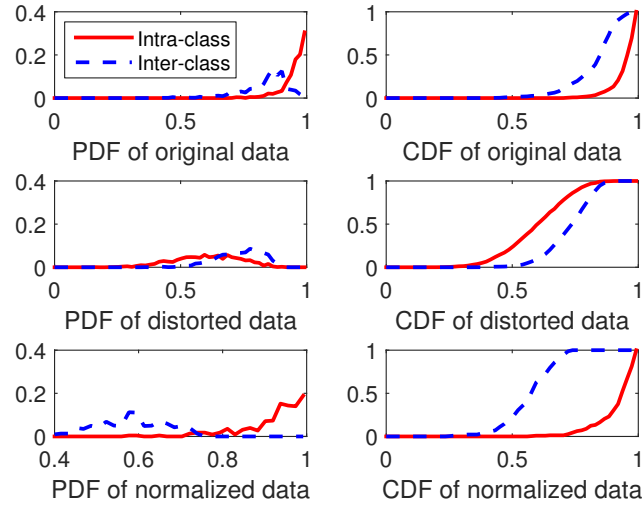 0.4
0.2
0
Intra-class
Inter-class
0 0.5 1
PDF of original data
1
0.5
0
0 0.5 1
CDF of original data
0.4
0.2
0
0 0.5 1
PDF of distorted data
1
0.5
0
0 0.5 1
CDF of distorted data
0.4
0.2
0
0.4 0.6 0.8 1
PDF of normalized data
1
0.5
0
0 0.5 1
CDF of normalized data